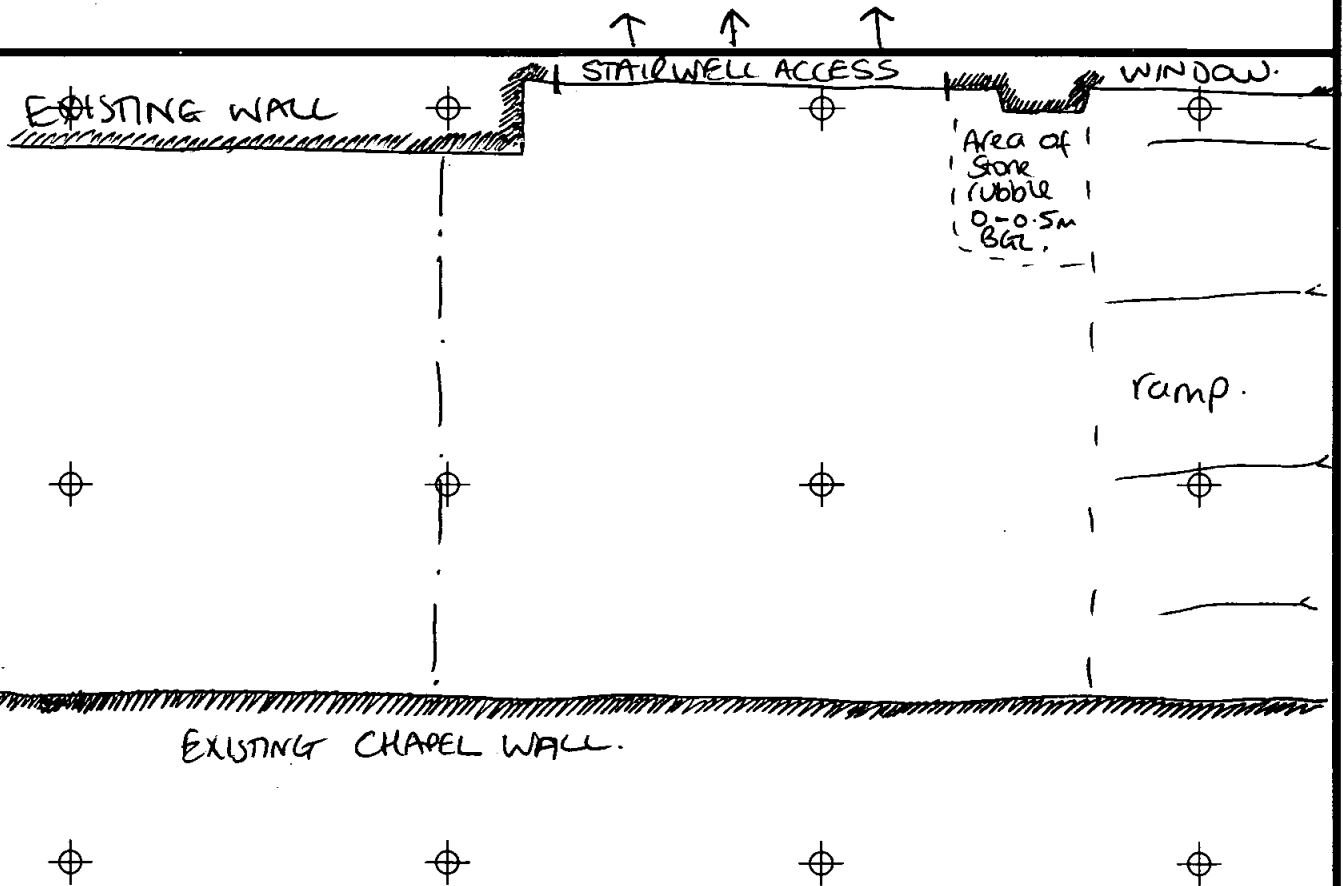 STAIRWELL ACCESS
WINDOW.
EXISTING WALL
Area of
Stone
rubble
0-0.5m
BGL.
ramp.
EXISTING CHAPEL WALL.